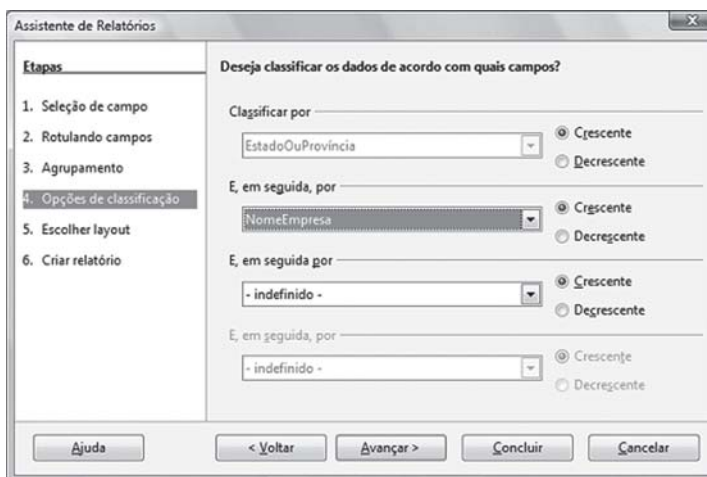 Assistente de Relatórios
x
Etapas
1. Seleção de campo
2. Rotulando campos
3. Agrupamento
4. Opções de classificação
5. Escolher layout
6. Criar relatório
Deseja classificar os dados de acordo com quais campos?
Classificar por
EstadoOuProvíncia
Crescente
Decrescente
E, em seguida, por
NomeEmpresa
Crescente
Decrescente
E, em seguida por
- indefinido -
Crescente
Decrescente
E, em seguida, por
- indefinido -
Crescente
Decrescente
Ajuda
< Voltar
Avançar >
Concluir
Cancelar